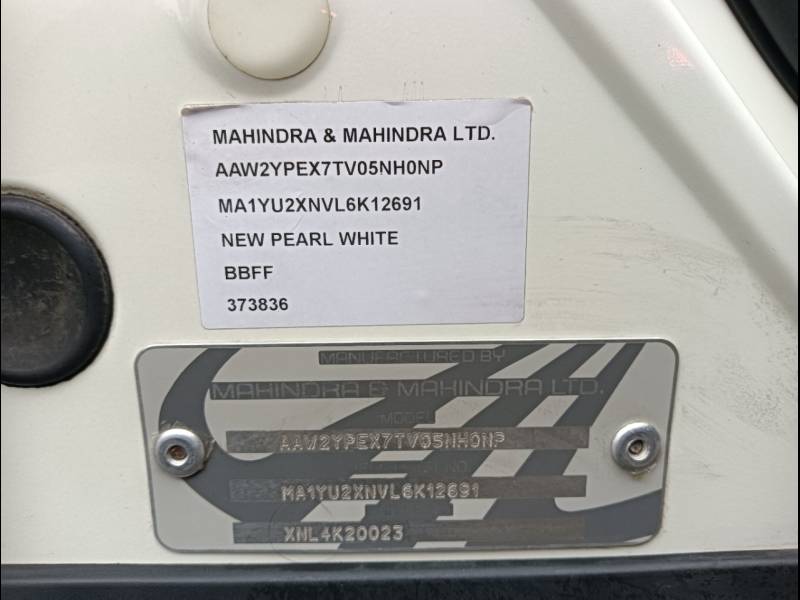 MAHINDRA & MAHINDRA LTD.
AAW2YPEX7TV05NH0NP
MA1YU2XNVL6K12691
NEW PEARL WHITE
BBFF
373836
MANUFACTURED BY
MAHINDRA & MAHINDRA LTD.
MODEL
AAW2YPEX7TV05NH0NP
NO
MA1YU2XNVL6K12691
XNL4K20023